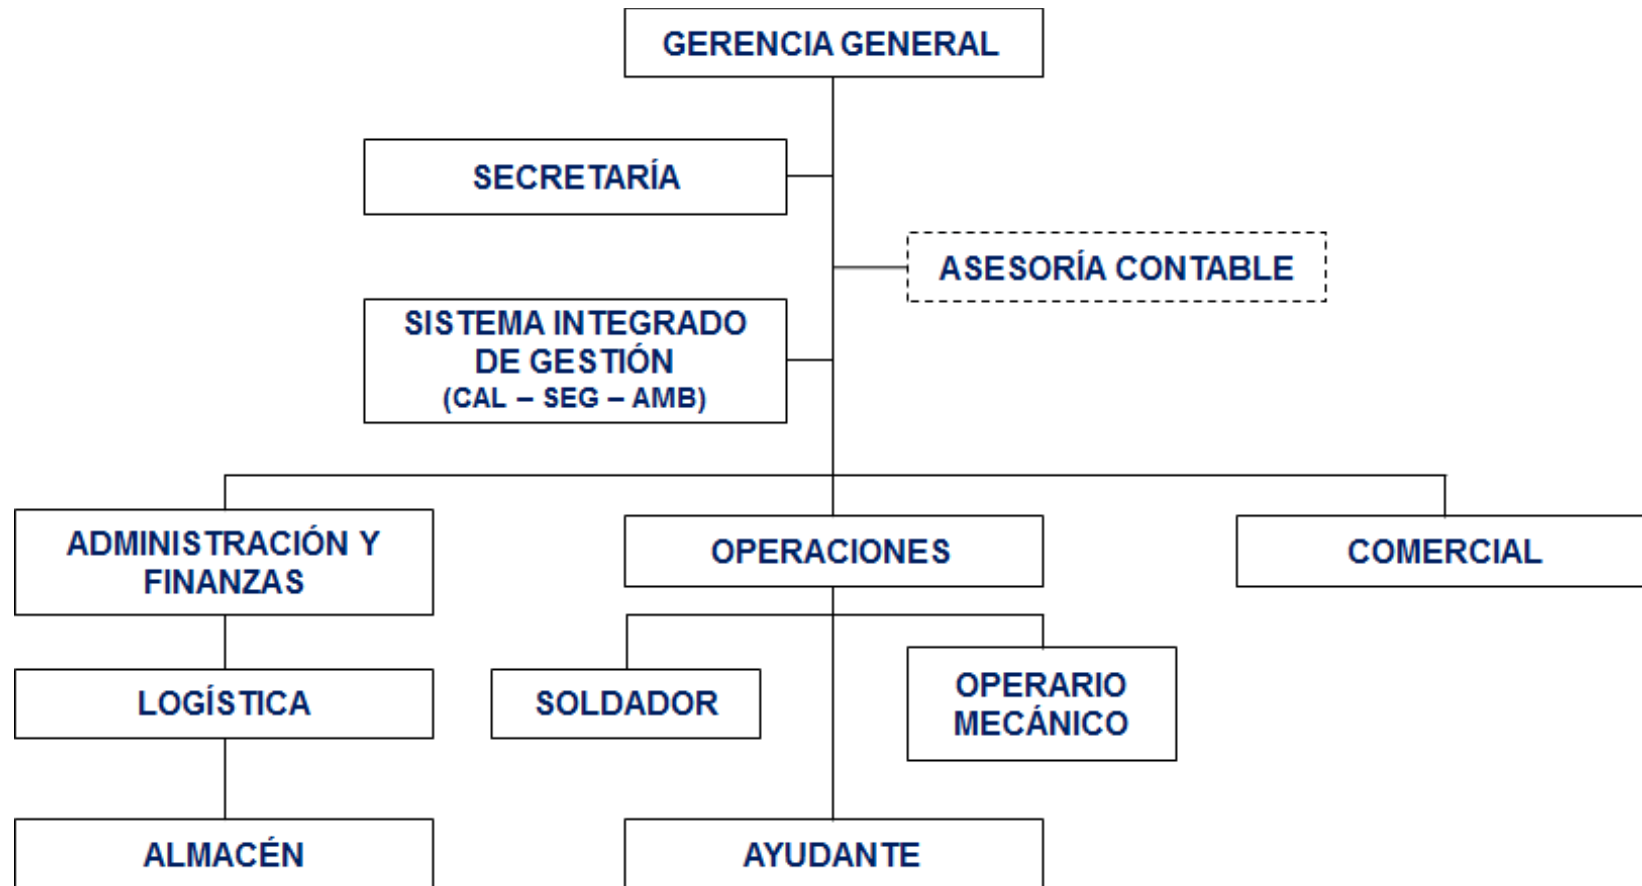 GERENCIA GENERAL
SECRETARÍA
ASESORÍA CONTABLE
SISTEMA INTEGRADO
DE GESTIÓN
(CAL – SEG – AMB)
ADMINISTRACIÓN Y
FINANZAS
OPERACIONES
COMERCIAL
LOGÍSTICA
SOLDADOR
OPERARIO
MECÁNICO
ALMACÉN
AYUDANTE